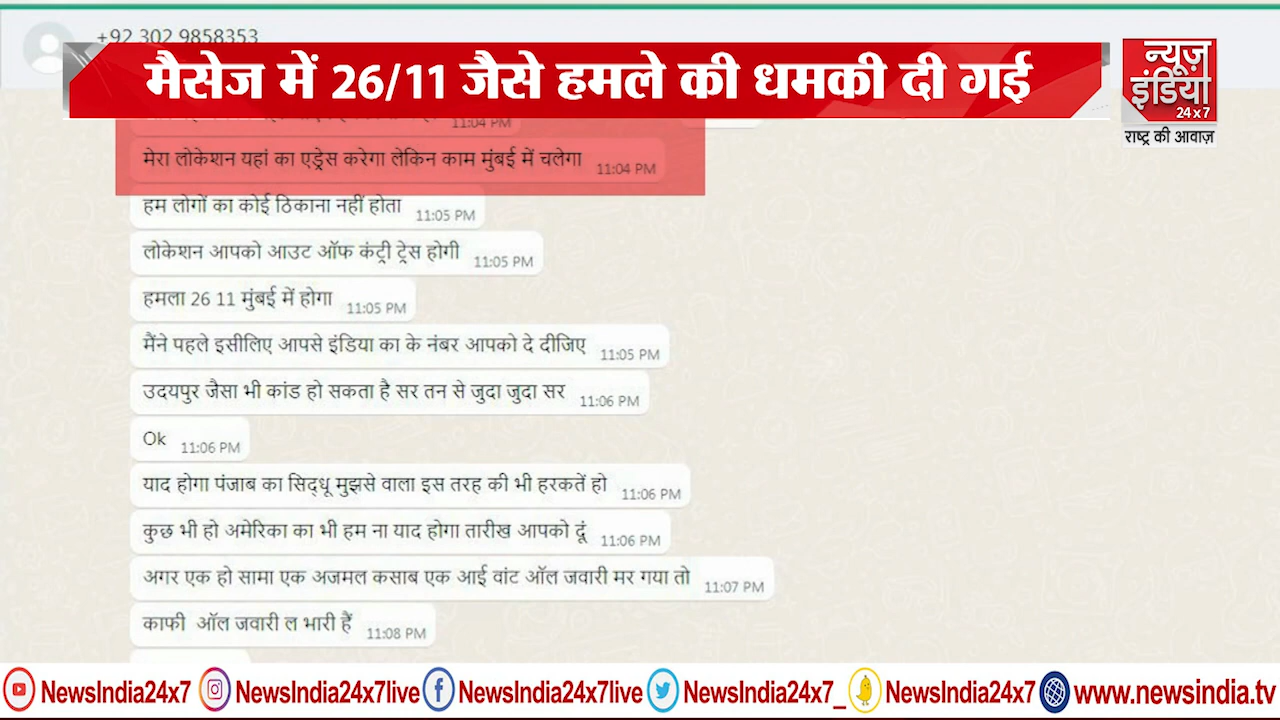 +92 302 9858353
मैसेज में 26/11 जैसे हमले की धमकी दी गई
न्यूज़
इंडिया
24x7
राष्ट्र की आवाज़
11:04 PM
मेरा लोकेशन यहां का एड्रेस करेगा लेकिन काम मुंबई में चलेगा 11:04 PM
हम लोगों का कोई ठिकाना नहीं होता 11:05 PM
लोकेशन आपको आउट ऑफ कंट्री ट्रेस होगी 11:05 PM
हमला 26 11 मुंबई में होगा 11:05 PM
मैंने पहले इसीलिए आपसे इंडिया का के नंबर आपको दे दीजिए 11:05 PM
उदयपुर जैसा भी कांड हो सकता है सर तन से जुदा जुदा सर 11:06 PM
Ok 11:06 PM
याद होगा पंजाब का सिद्धू मुझसे वाला इस तरह की भी हरकतें हो 11:06 PM
कुछ भी हो अमेरिका का भी हम ना याद होगा तारीख आपको दूं 11:06 PM
अगर एक हो सामा एक अजमल कसाब एक आई वांट ऑल जवारी मर गया तो 11:07 PM
काफी ऑल जवारी ल भारी हैं 11:08 PM
NewsIndia24x7 NewsIndia24x7live NewsIndia24x7live NewsIndia24x7_ NewsIndia24x7 www.newsindia.tv